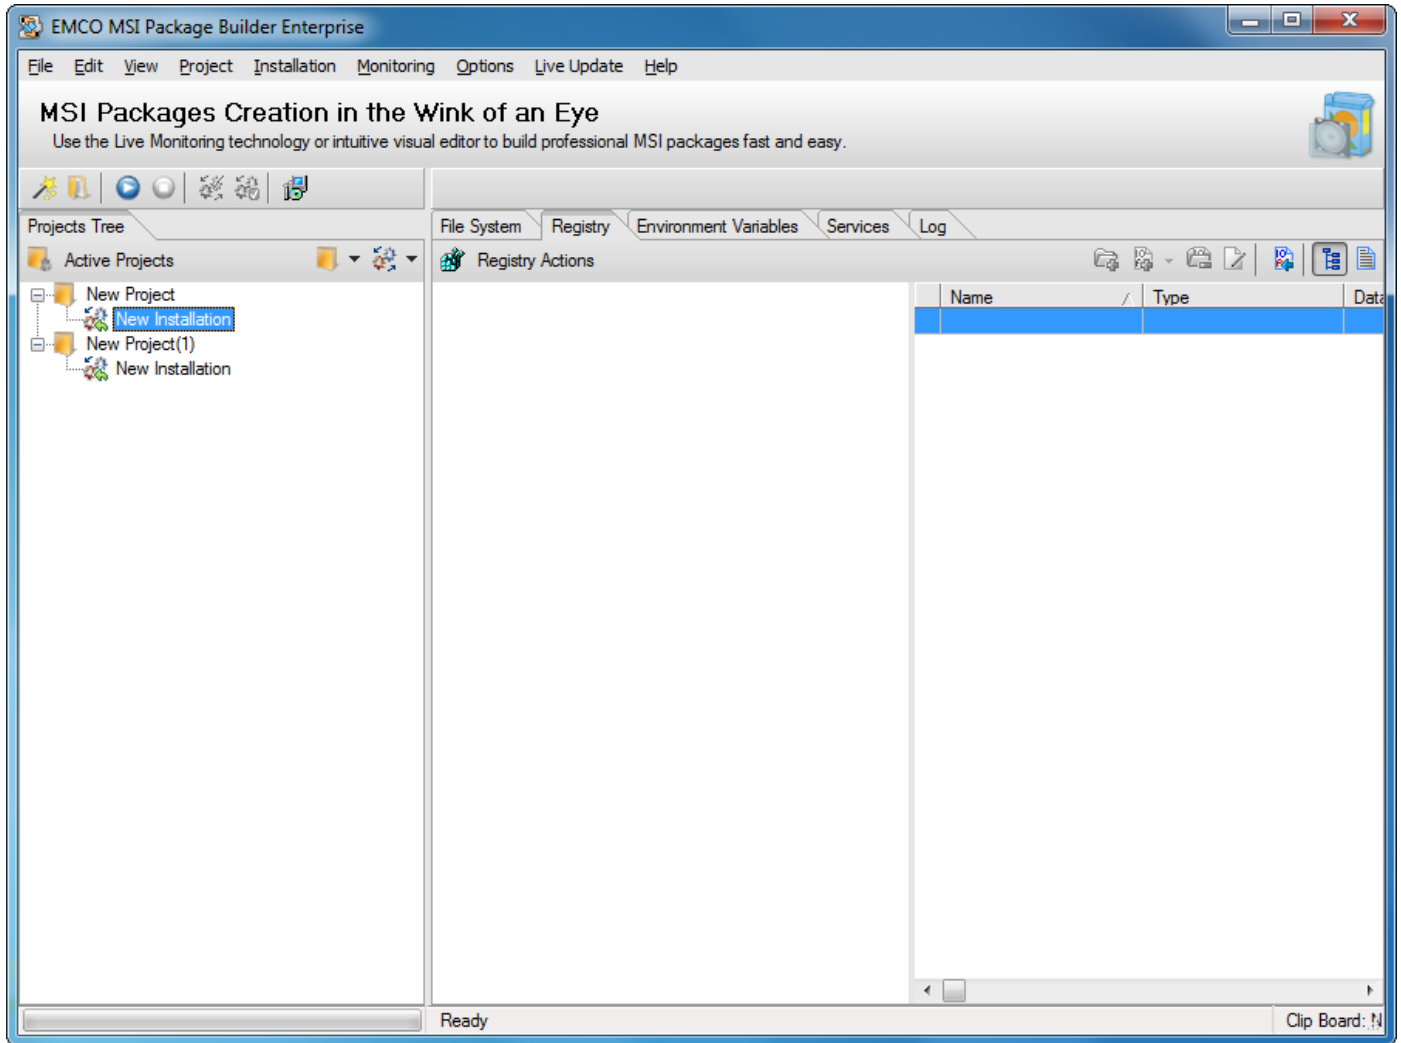 EMCO MSI Package Builder Enterprise
File Edit View Project Installation Monitoring Options Live Update Help
MSI Packages Creation in the Wink of an Eye
Use the Live Monitoring technology or intuitive visual editor to build professional MSI packages fast and easy.
Projects Tree
File System Registry Environment Variables Services Log
Active Projects
Registry Actions
New Project
New Installation
New Project(1)
New Installation
Name Type Data
Ready
Clip Board: N